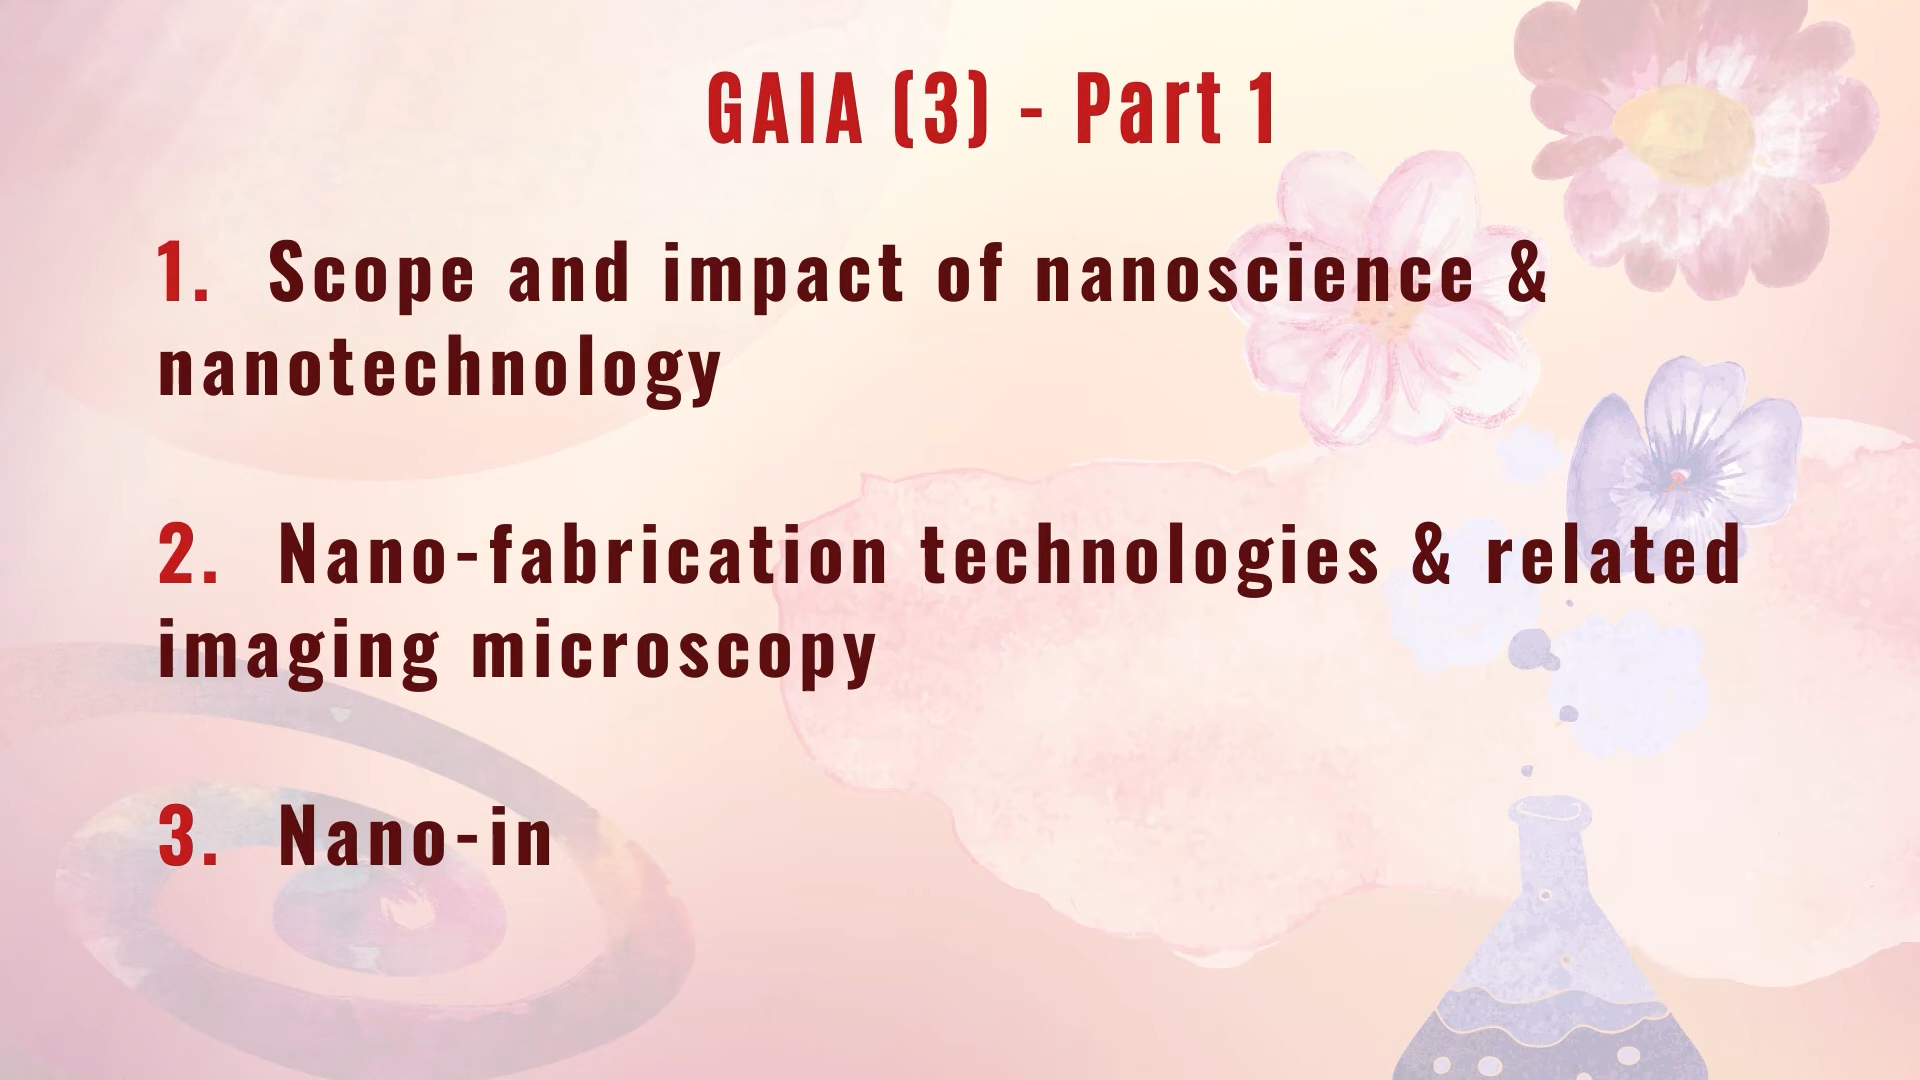 GAIA (3) - Part 1
1. Scope and impact of nanoscience &
nanotechnology
2. Nano-fabrication technologies & related
imaging microscopy
3. Nano-in